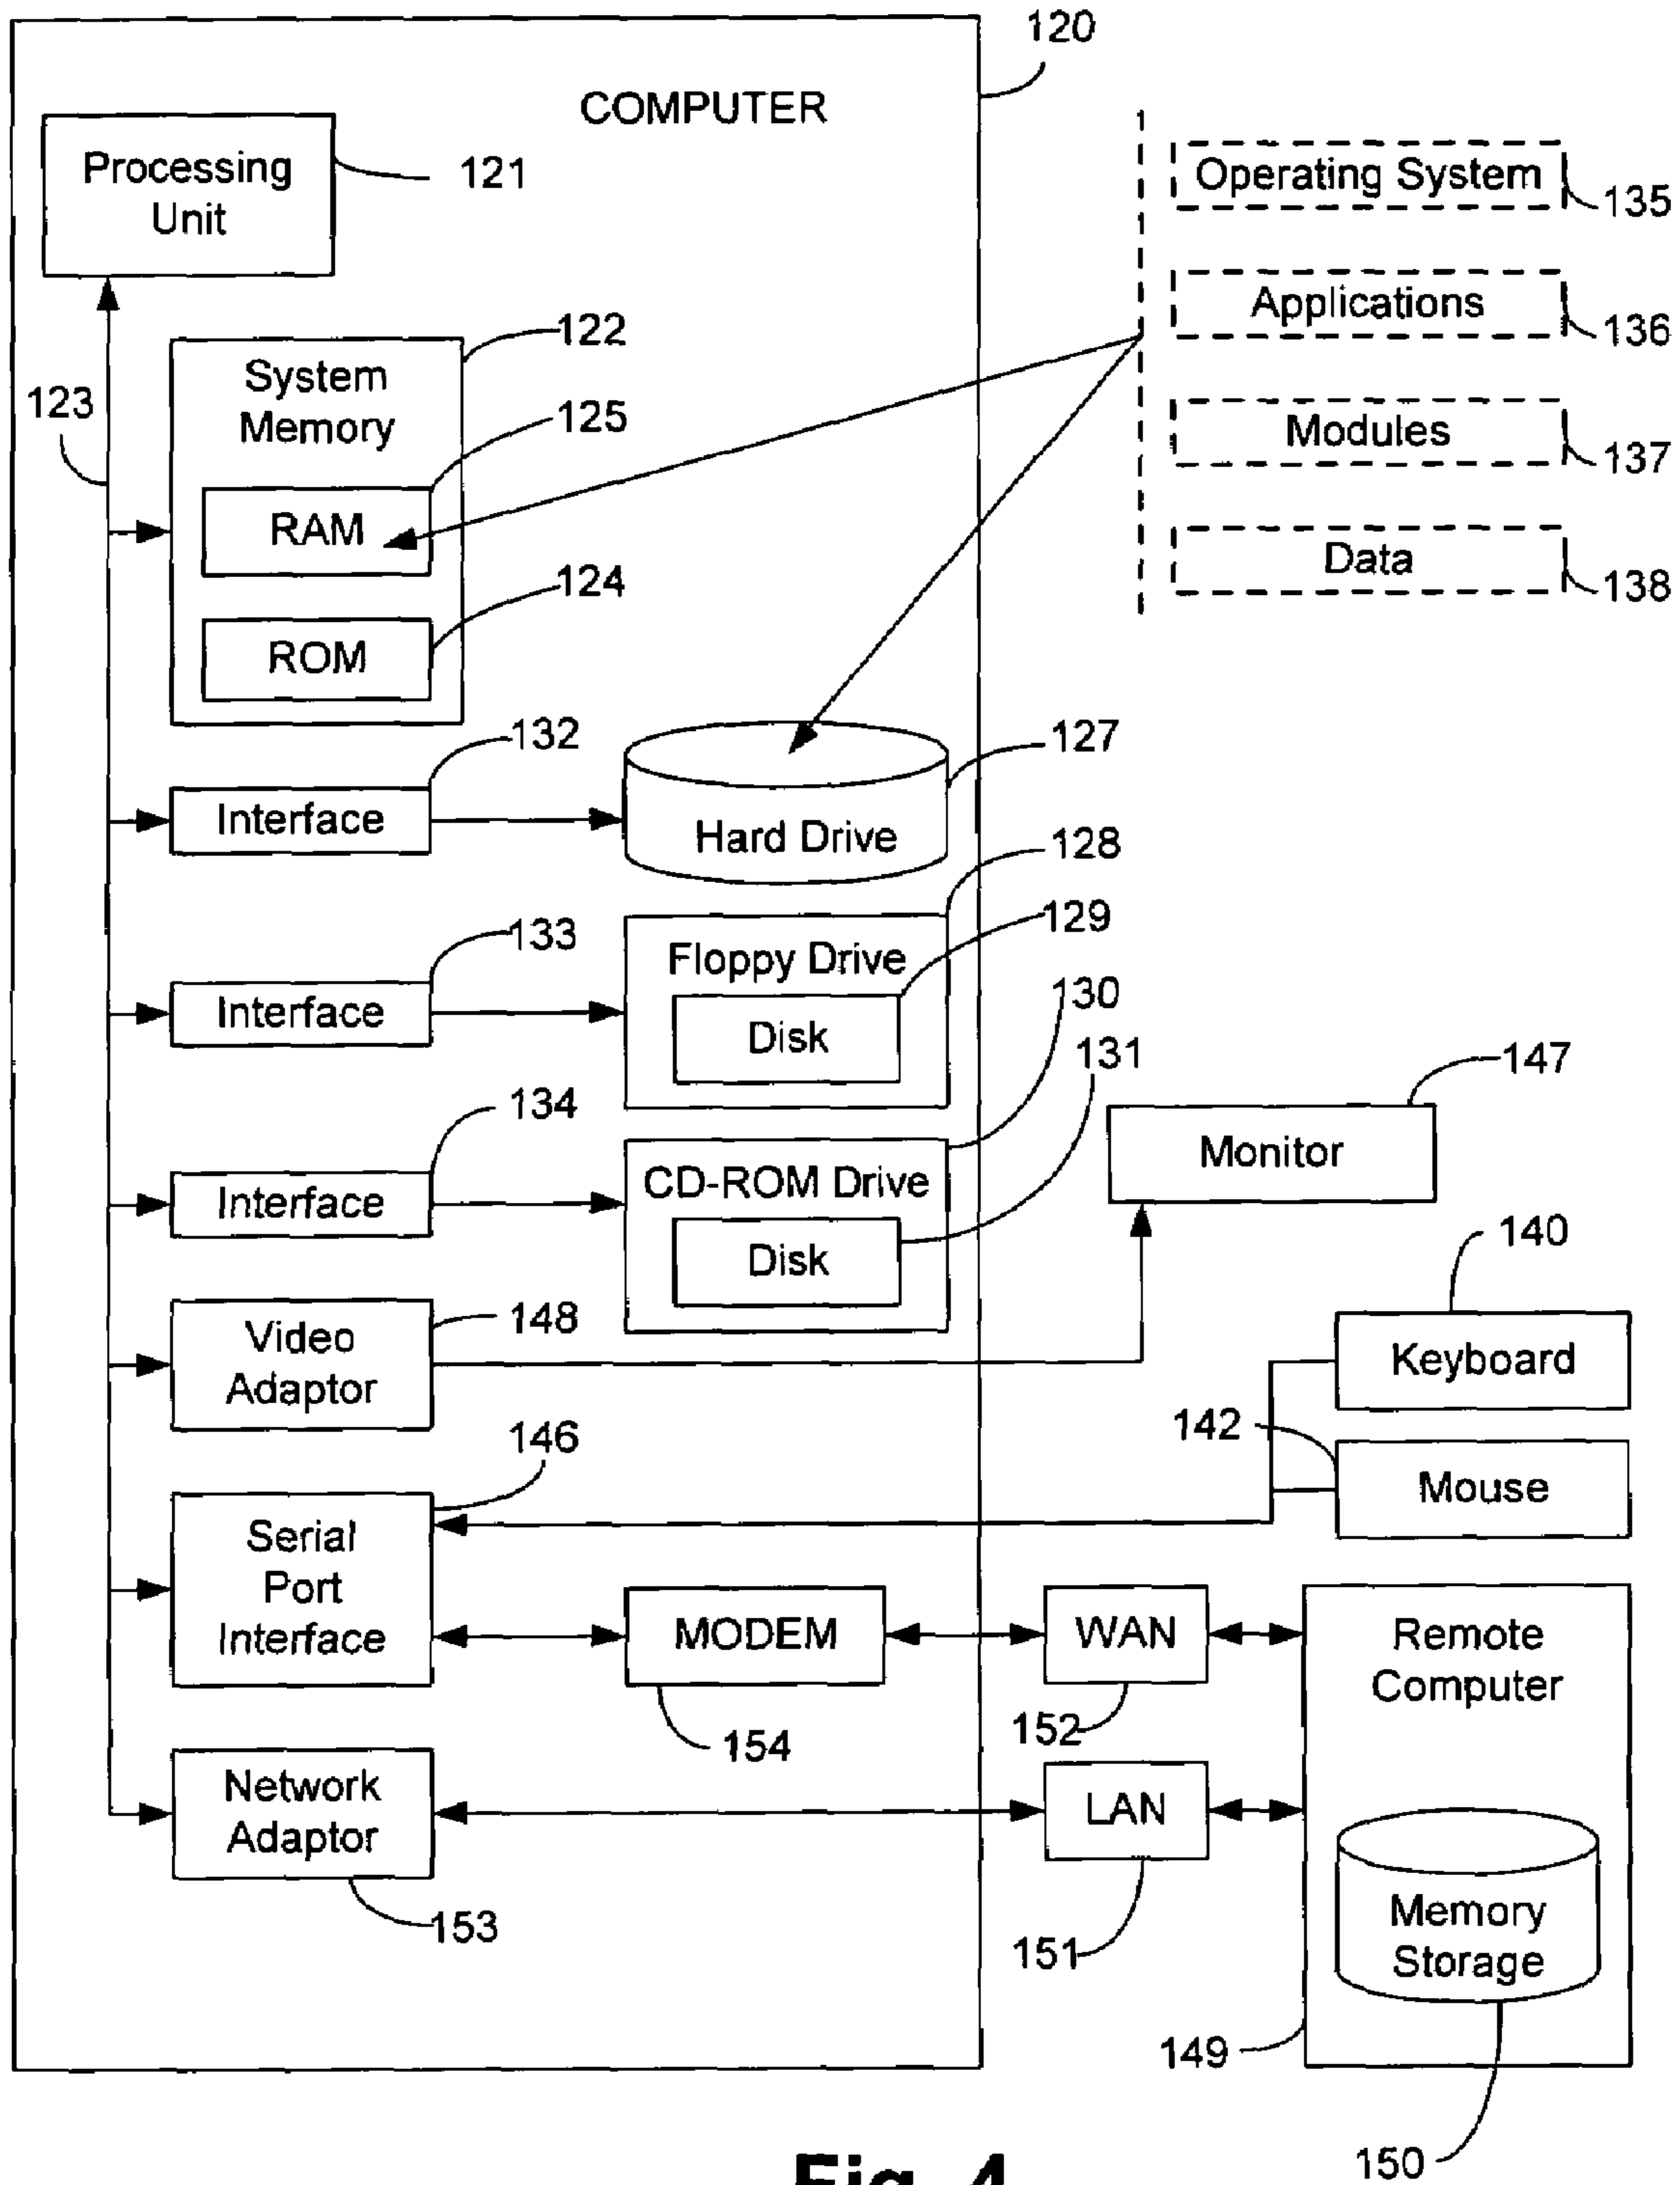 120
COMPUTER
Processing
Unit
121
Operating System
135
Applications
136
Modules
137
Data
138
122
System
Memory
123
125
RAM
124
ROM
132
Interface
127
Hard Drive
128
133
Interface
129
Floppy Drive
Disk
130
131
134
Interface
CD-ROM Drive
Disk
147
Monitor
148
Video
Adaptor
140
Keyboard
142
Mouse
146
Serial
Port
Interface
MODEM
154
WAN
152
Remote
Computer
Network
Adaptor
153
LAN
151
Memory
Storage
149
150
Fig. 4